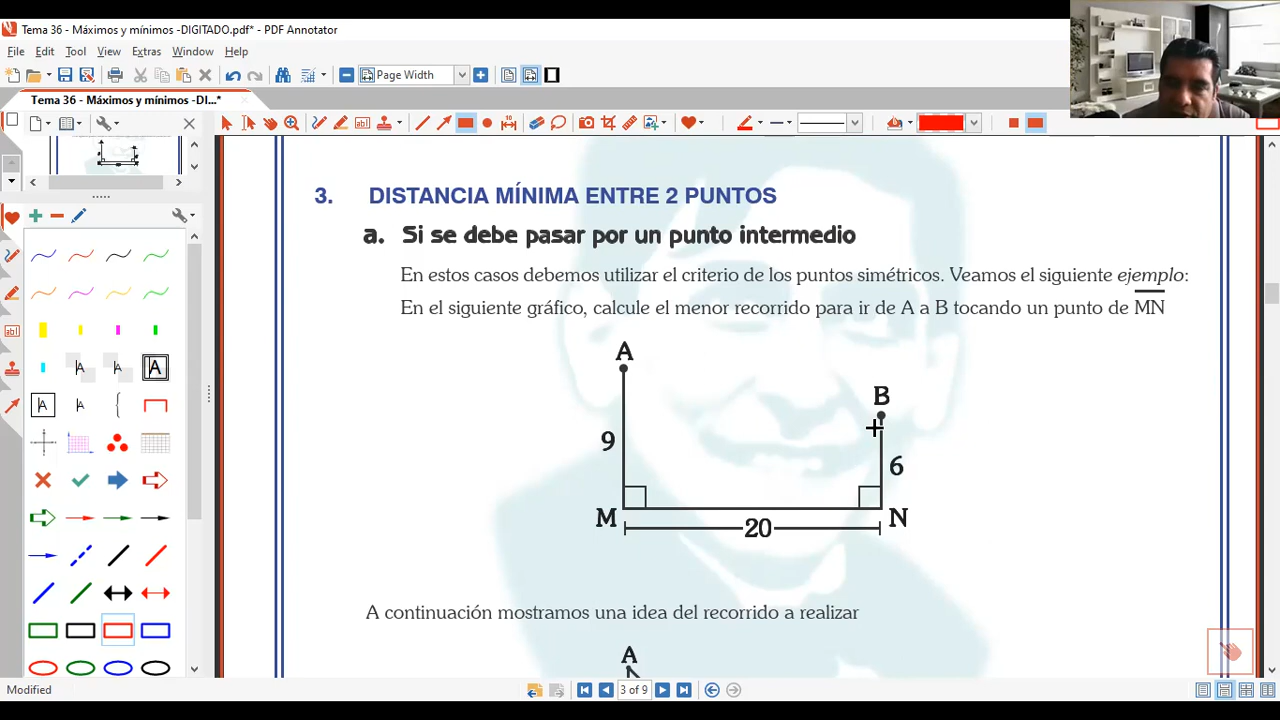 Tema 36 - Máximos y mínimos -DIGITADO.pdf* - PDF Annotator
File Edit Tool View Extras Window Help
Page Width
Tema 36 - Máximos y mínimos -DI...*
3. DISTANCIA MÍNIMA ENTRE 2 PUNTOS
a. Si se debe pasar por un punto intermedio
En estos casos debemos utilizar el criterio de los puntos simétricos. Veamos el siguiente ejemplo:
En el siguiente gráfico, calcule el menor recorrido para ir de A a B tocando un punto de MN
A
B
9
6
M
N
20
A continuación mostramos una idea del recorrido a realizar
A
Modified
3 of 9